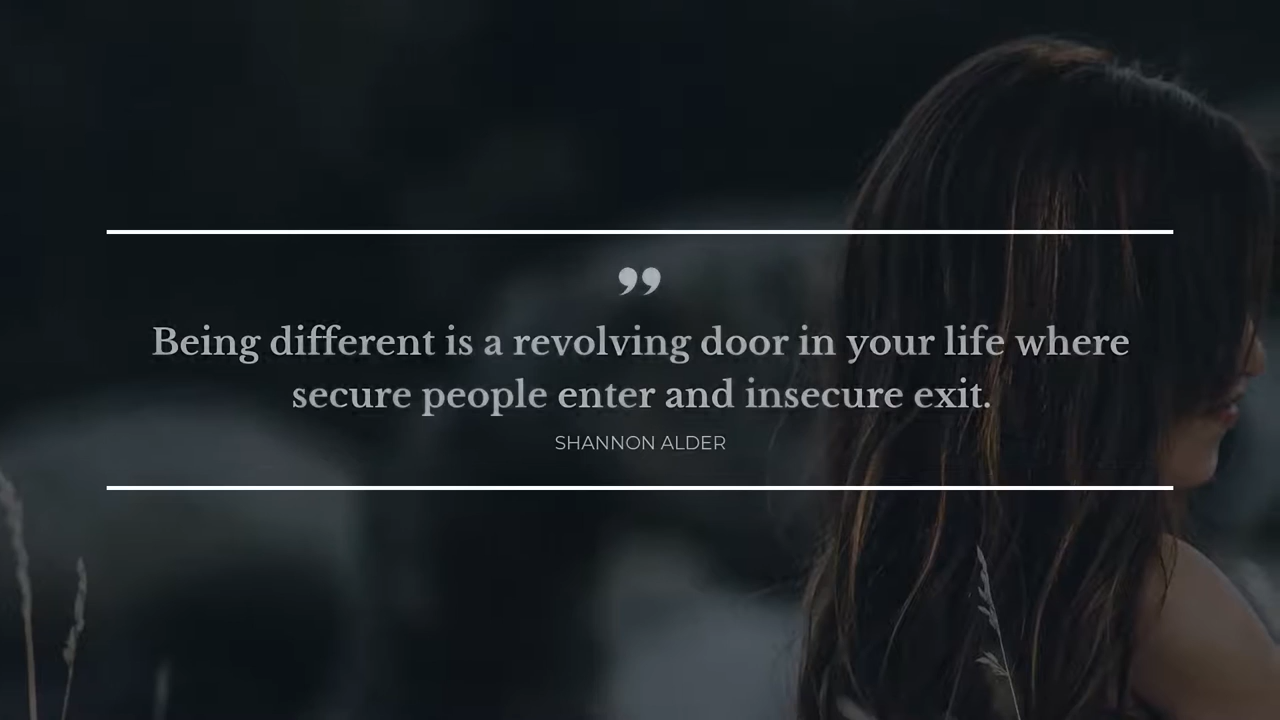 ”
Being different is a revolving door in your life where
secure people enter and insecure exit.
SHANNON ALDER